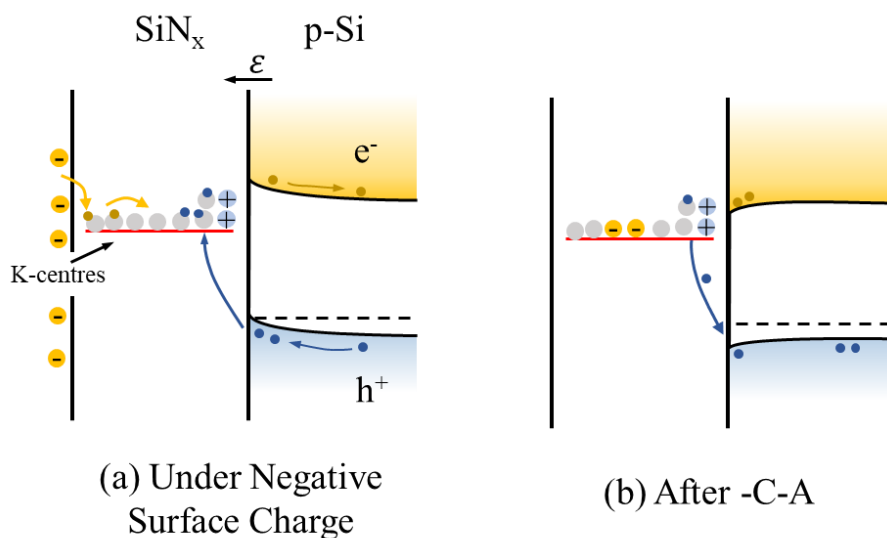 SiNₓ p-Si
ε
e⁻
K-centres
h⁺
(a) Under Negative
Surface Charge
(b) After -C-A